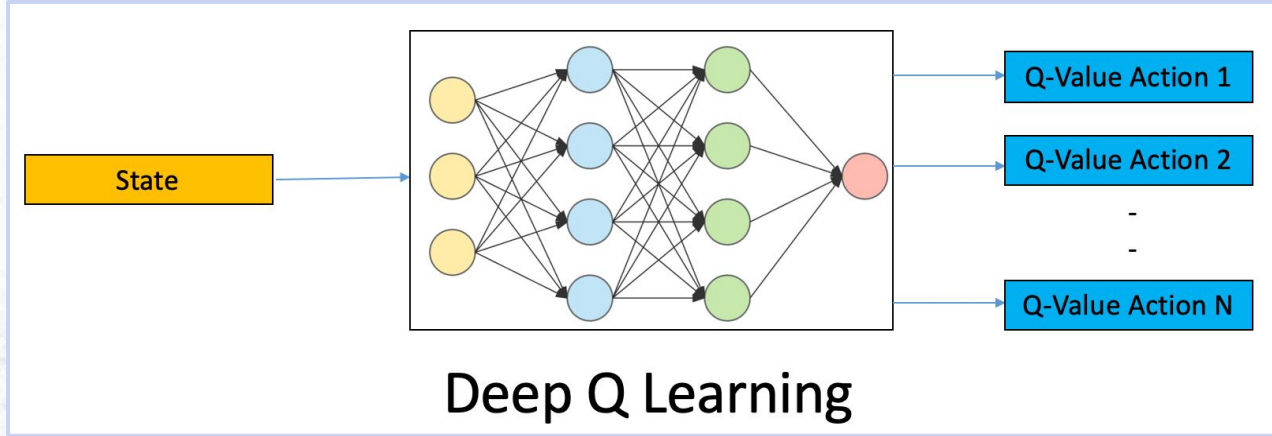 State
Q-Value Action 1
Q-Value Action 2
-
-
Q-Value Action N
Deep Q Learning